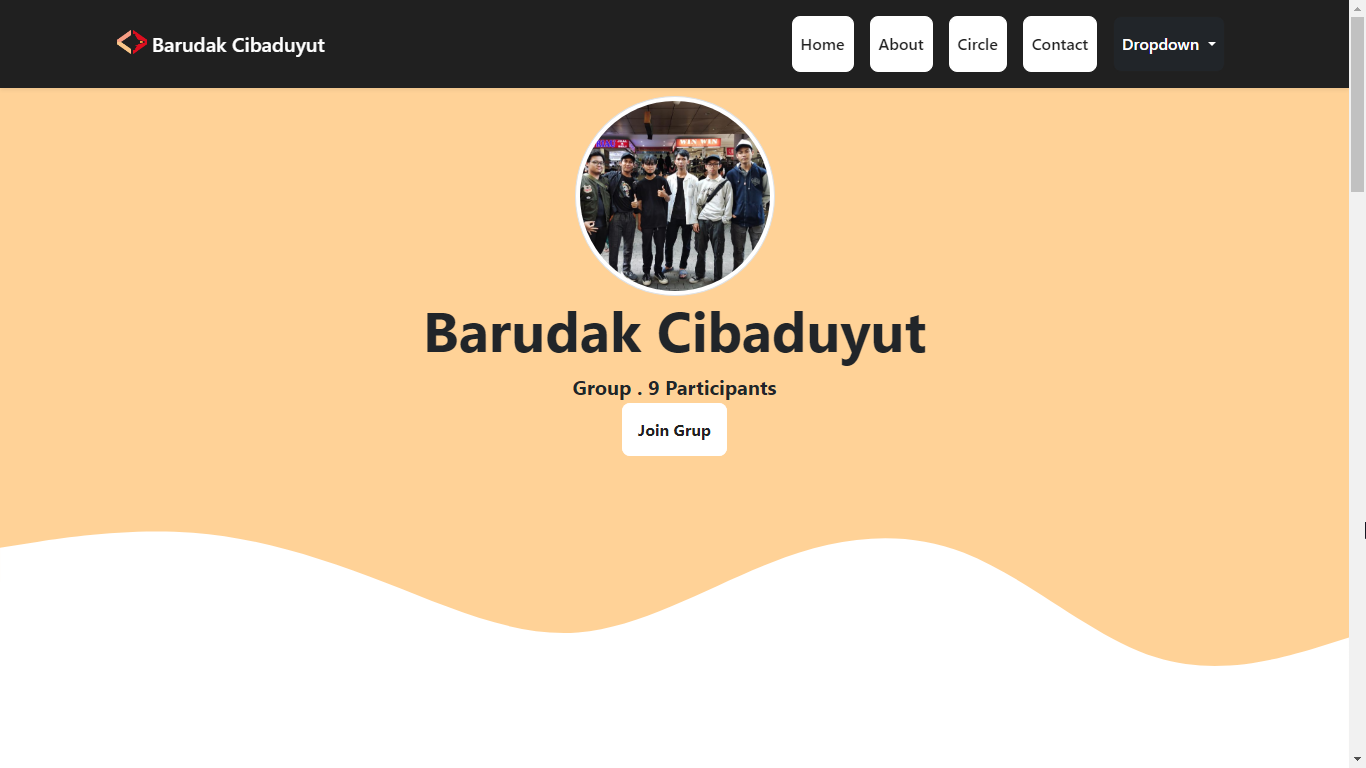 Barudak Cibaduyut
Home
About
Circle
Contact
Dropdown
WIN WIN
Barudak Cibaduyut
Group . 9 Participants
Join Grup